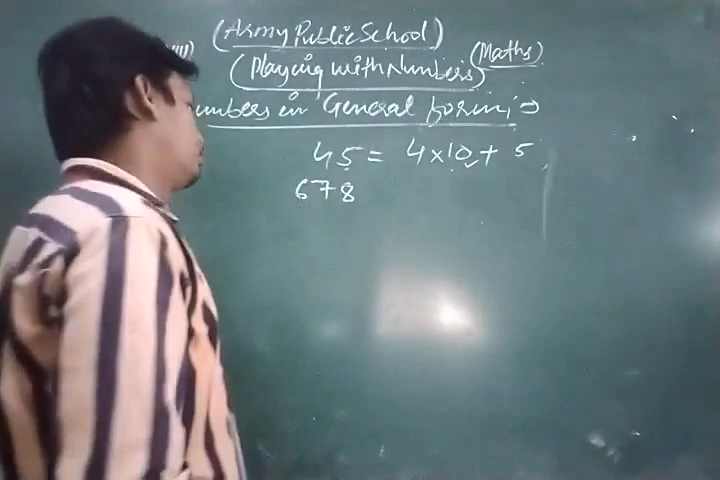 (Army Public School)
(Maths)
(Playing with Numbers)
umbers in General form:→
45 = 4×10+ 5
678